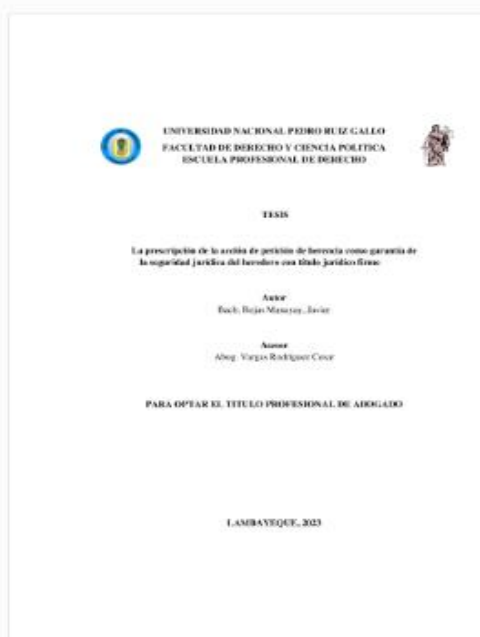 UNIVERSIDAD NACIONAL PEDRO RUIZ GALLO
FACULTAD DE DERECHO Y CIENCIA POLITICA
ESCUELA PROFESIONAL DE DERECHO
TESIS
La prescripción de la acción de petición de herencia como garantía de
la seguridad jurídica del heredero con título jurídico firme
Autor
Bach. Rojas Manayay, Javier
Asesor
Abog. Vargas Rodríguez Cesar
PARA OPTAR EL TITULO PROFESIONAL DE ABOGADO
LAMBAYEQUE, 2023